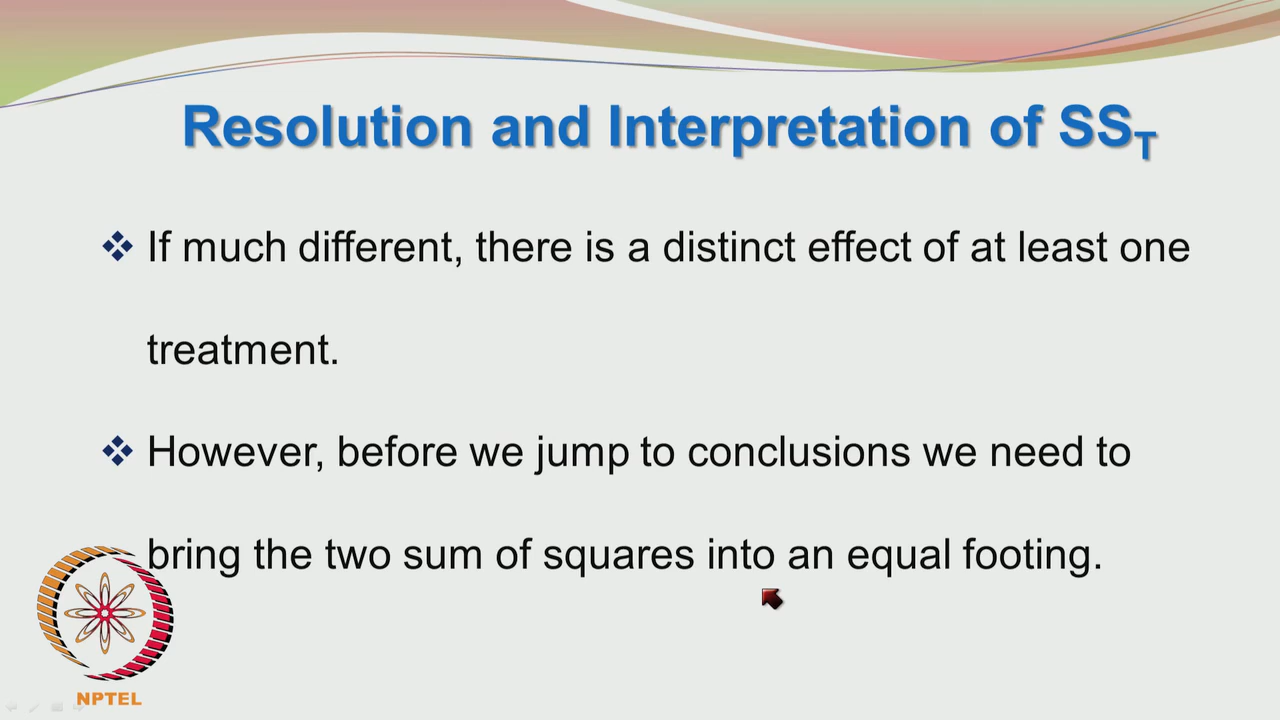 Resolution and Interpretation of SS_T
❖ If much different, there is a distinct effect of at least one
treatment.
❖ However, before we jump to conclusions we need to
bring the two sum of squares into an equal footing.
NPTEL